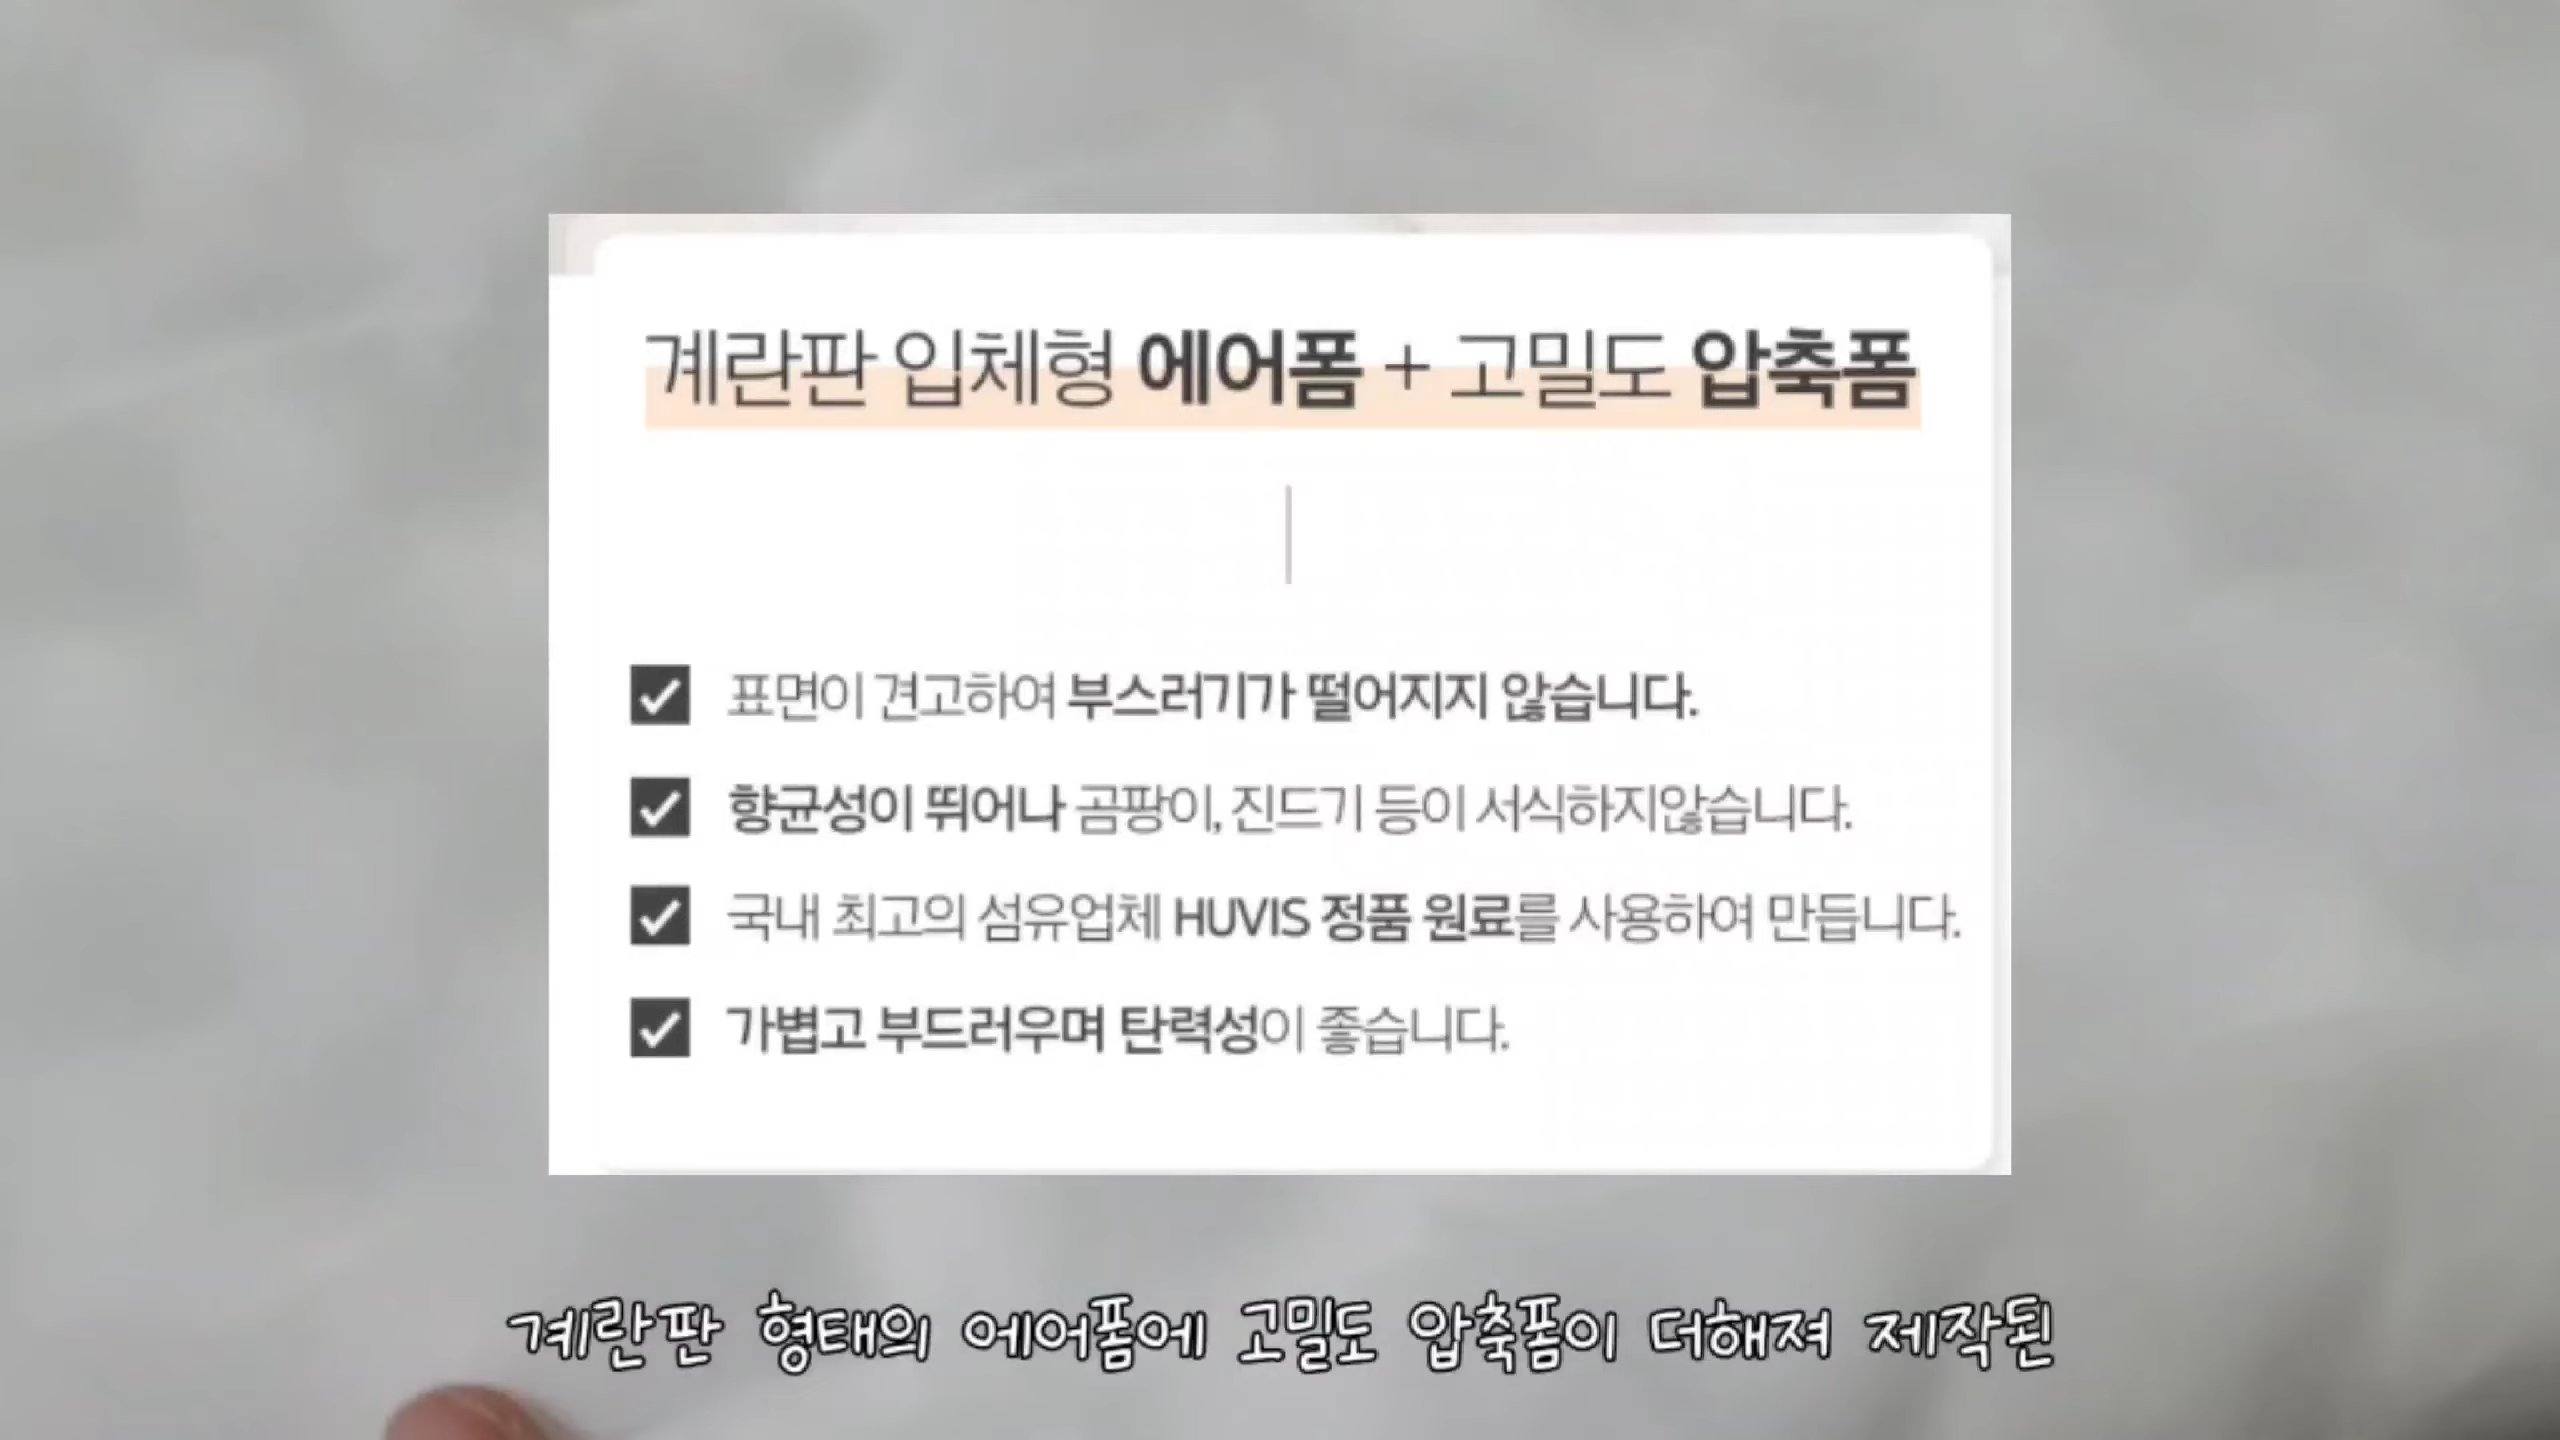 계란판 입체형 에어폼 + 고밀도 압축폼
표면이 견고하여 부스러기가 떨어지지 않습니다.
향균성이 뛰어나 곰팡이, 진드기 등이 서식하지않습니다.
국내 최고의 섬유업체 HUVIS 정품 원료를 사용하여 만듭니다.
가볍고 부드러우며 탄력성이 좋습니다.
계란판 형태의 에어폼에 고밀도 압축폼이 더해져 제작된